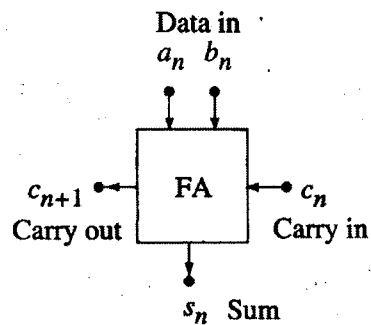 Data in
a_n b_n
c_{n+1} FA c_n
Carry out Carry in
s_n Sum